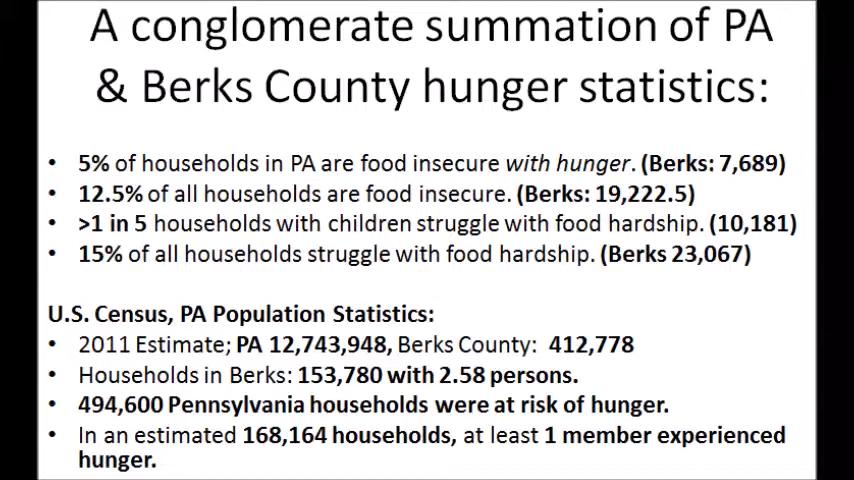 A conglomerate summation of PA
& Berks County hunger statistics:
• 5% of households in PA are food insecure with hunger. (Berks: 7,689)
• 12.5% of all households are food insecure. (Berks: 19,222.5)
• >1 in 5 households with children struggle with food hardship. (10,181)
• 15% of all households struggle with food hardship. (Berks 23,067)
U.S. Census, PA Population Statistics:
• 2011 Estimate; PA 12,743,948, Berks County: 412,778
• Households in Berks: 153,780 with 2.58 persons.
• 494,600 Pennsylvania households were at risk of hunger.
• In an estimated 168,164 households, at least 1 member experienced
hunger.